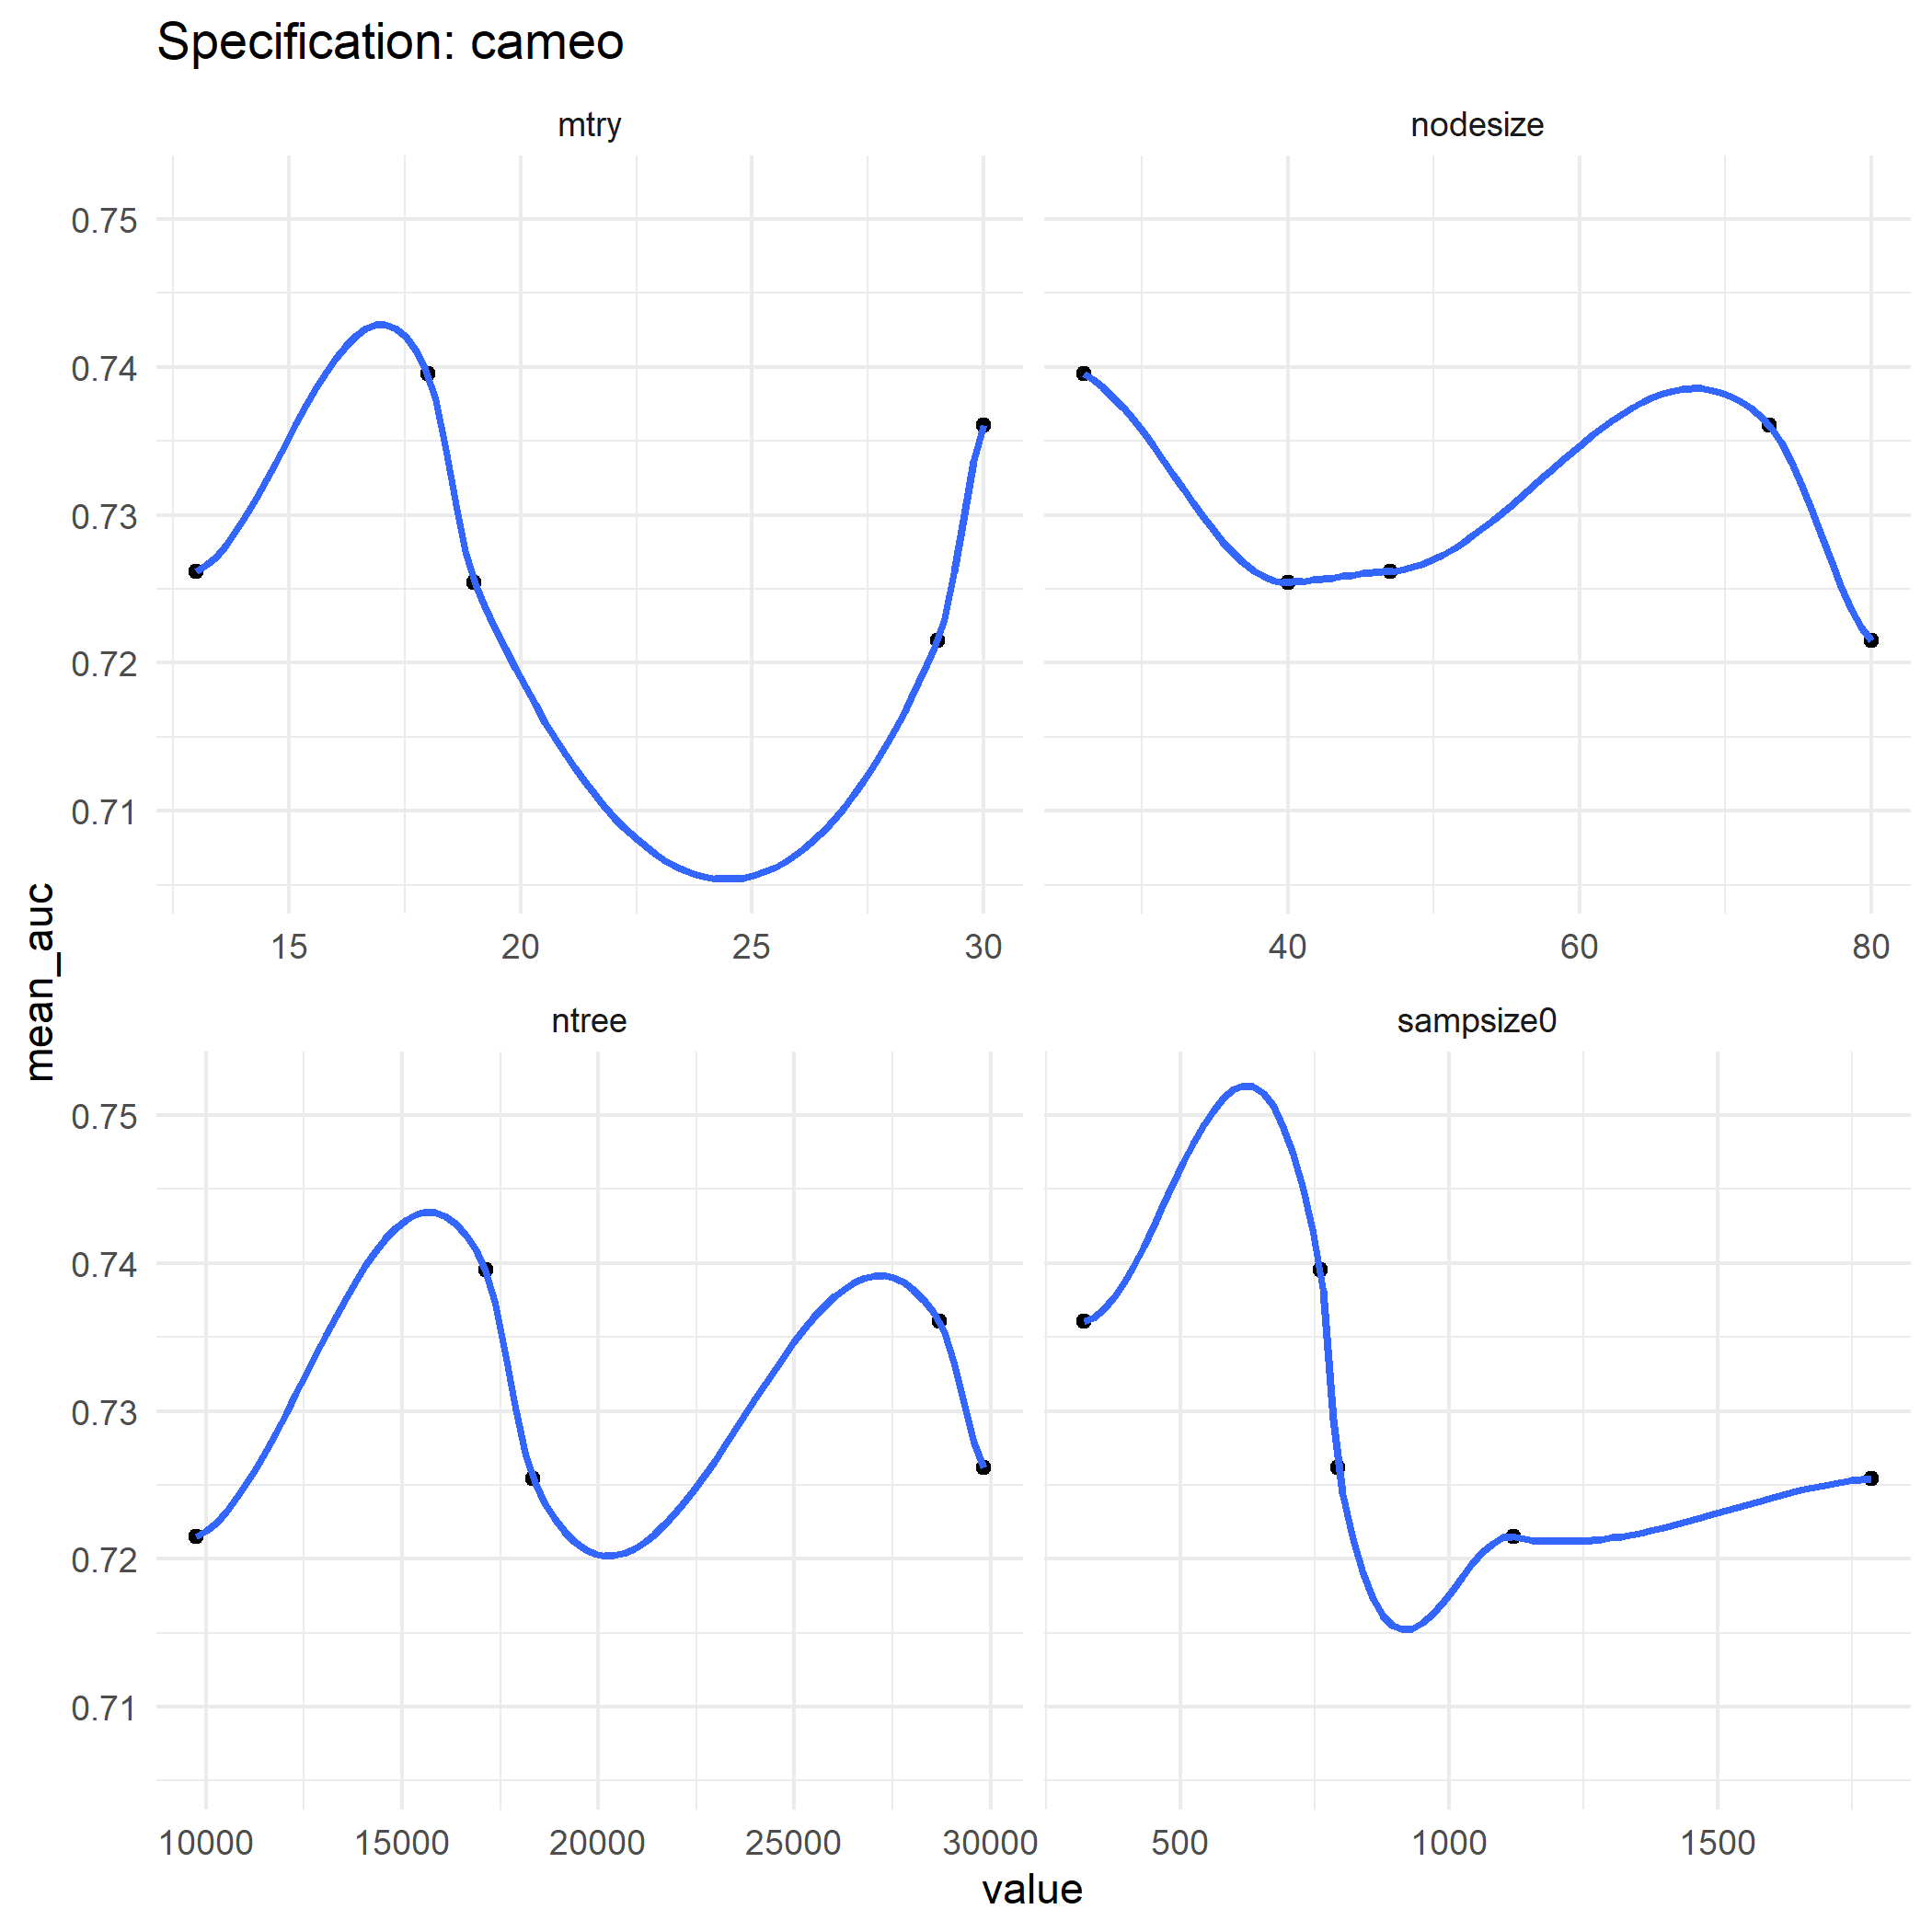 Specification: cameo
mtry
nodesize
0.75
0.74
0.73
0.72
0.71
15 20 25 30
40 60 80
mean_auc
ntree
sampsize0
0.75
0.74
0.73
0.72
0.71
10000 15000 20000 25000 30000
500 1000 1500
value